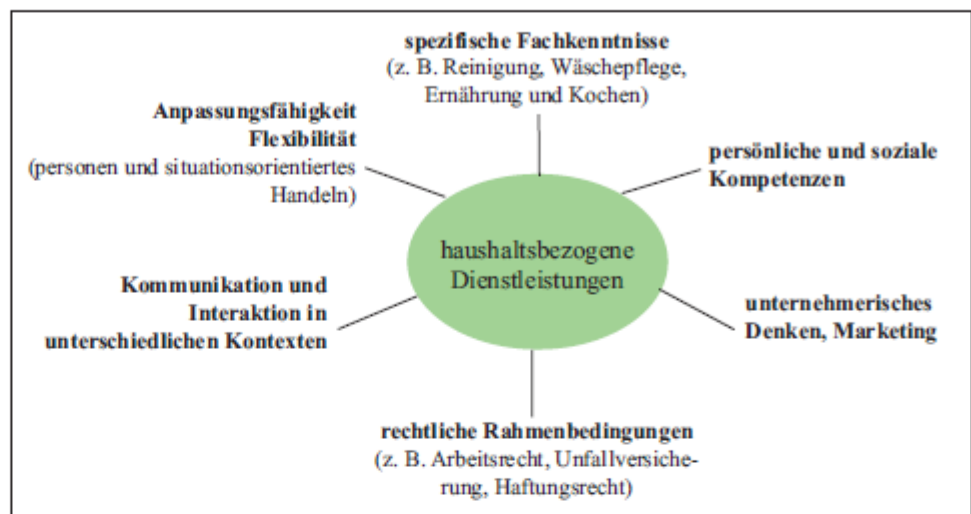 spezifische Fachkenntnisse
(z. B. Reinigung, Wäschepflege,
Ernährung und Kochen)
Anpassungsfähigkeit
Flexibilität
(personen und situationsorientiertes
Handeln)
persönliche und soziale
Kompetenzen
haushaltsbezogene
Dienstleistungen
Kommunikation und
Interaktion in
unterschiedlichen Kontexten
unternehmerisches
Denken, Marketing
rechtliche Rahmenbedingungen
(z. B. Arbeitsrecht, Unfallversiche-
rung, Haftungsrecht)